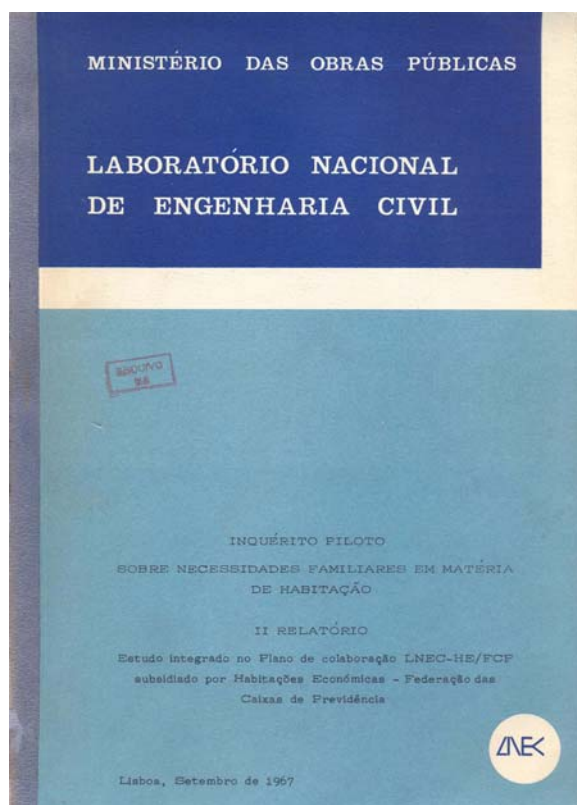 MINISTÉRIO DAS OBRAS PÚBLICAS
LABORATÓRIO NACIONAL
DE ENGENHARIA CIVIL
INQUÉRITO PILOTO
SOBRE NECESSIDADES FAMILIARES EM MATÉRIA
DE HABITAÇÃO
II RELATÓRIO
Estudo integrado no Plano de colaboração LNEC-HE/FCP
subsidiado por Habitações Económicas - Federação das
Caixas de Previdência
LNEC
Lisboa, Setembro de 1967